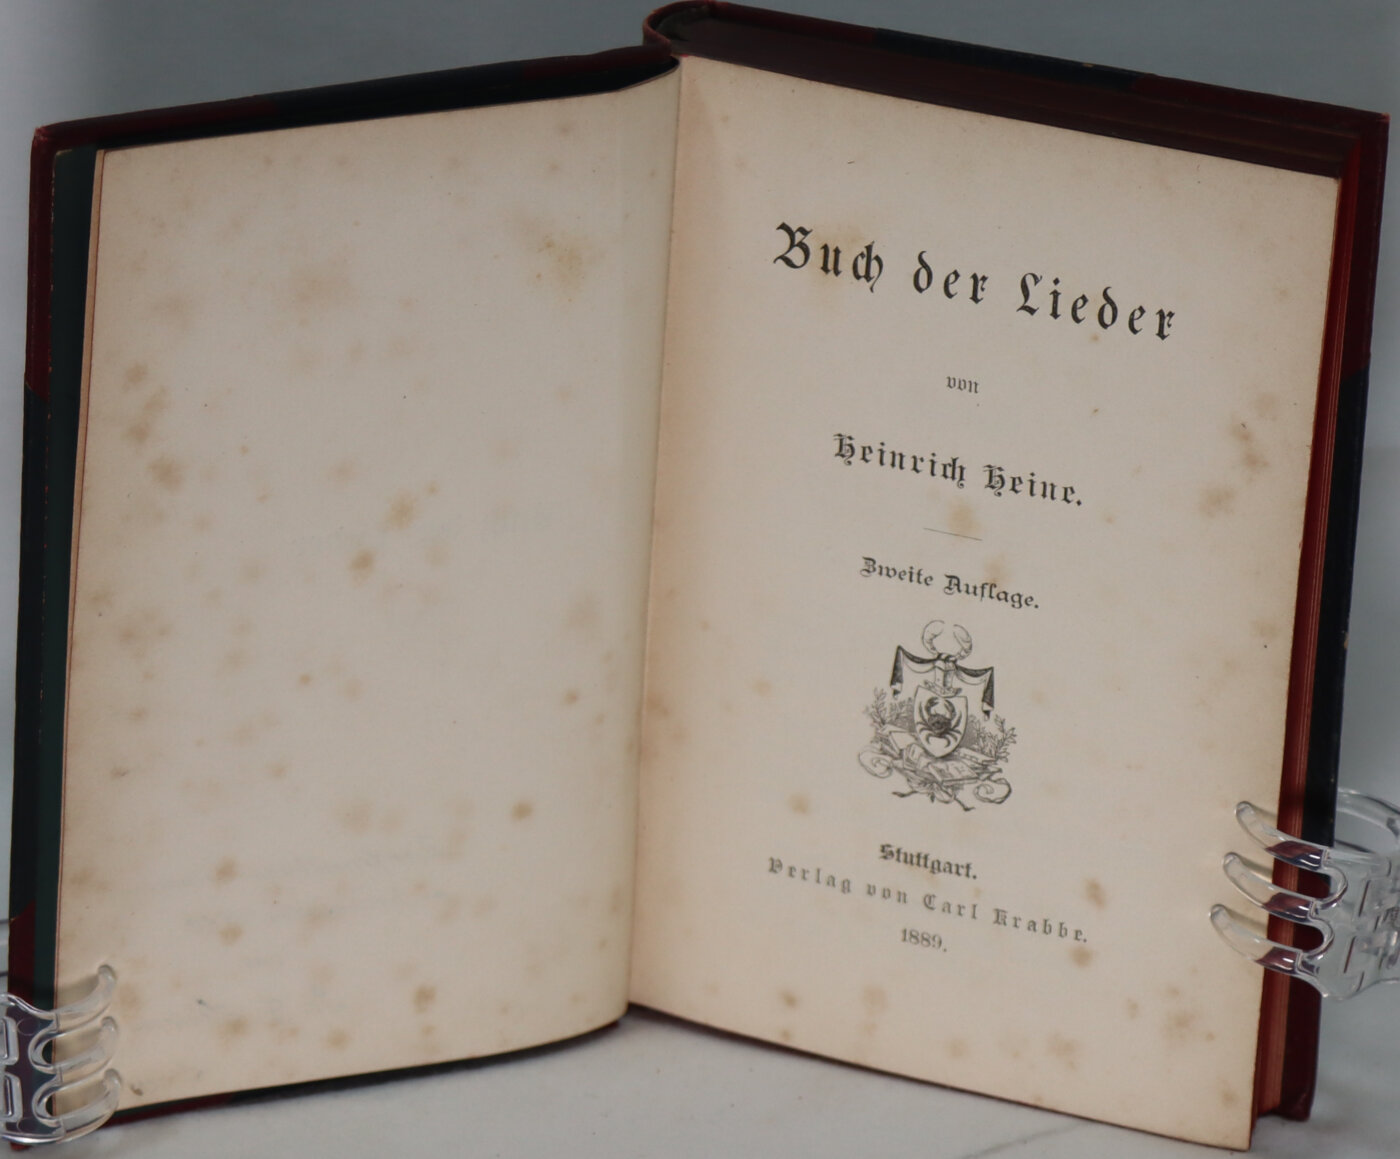 Buch der Lieder
von
Heinrich Heine.
Zweite Auflage.
Stuttgart.
Verlag von Carl Krabbe.
1889.